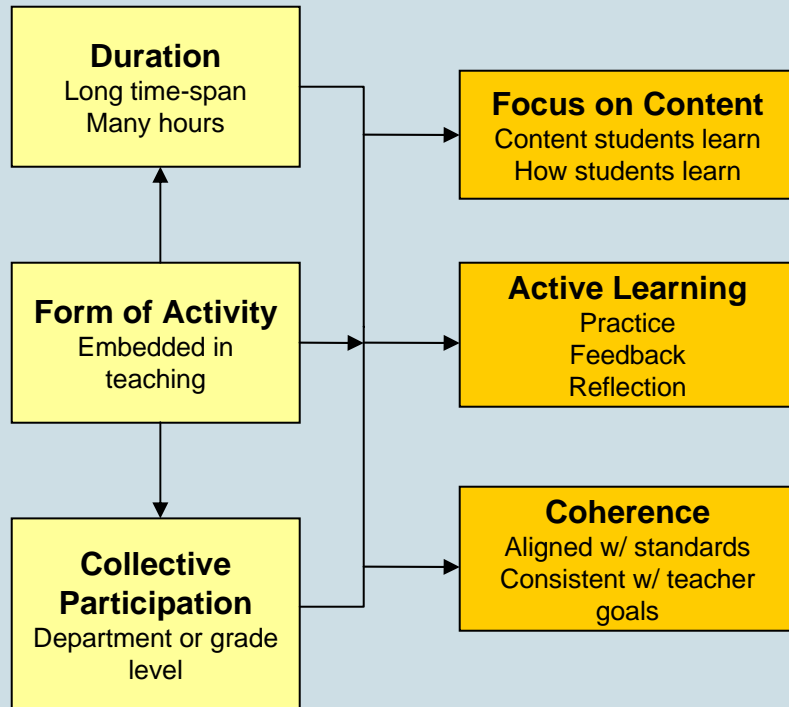 Duration
Long time-span
Many hours
Form of Activity
Embedded in
teaching
Collective
Participation
Department or grade
level
Focus on Content
Content students learn
How students learn
Active Learning
Practice
Feedback
Reflection
Coherence
Aligned w/ standards
Consistent w/ teacher
goals